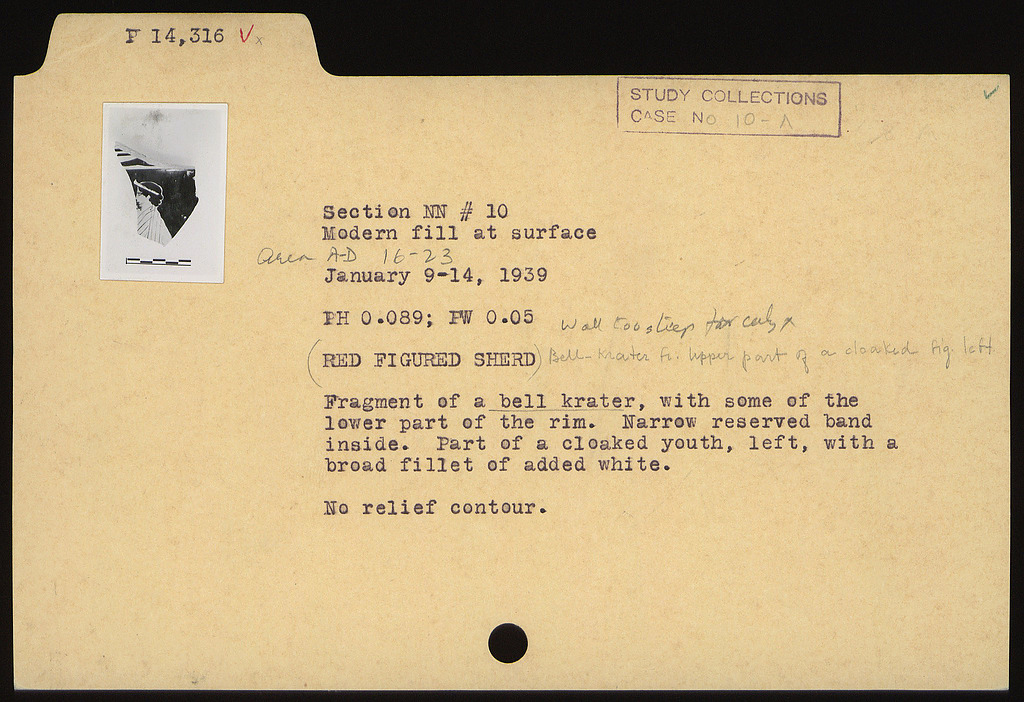 P 14,316 V x
STUDY COLLECTIONS
CASE No 10-A
Section NN # 10
Modern fill at surface
area A-D 16-23
January 9-14, 1939
PH 0.089; PW 0.05 Wall too steep for calyx
(RED FIGURED SHERD) Bell-Krater fr. Upper part of a cloaked fig. left
Fragment of a bell krater, with some of the
lower part of the rim. Narrow reserved band
inside. Part of a cloaked youth, left, with a
broad fillet of added white.
No relief contour.